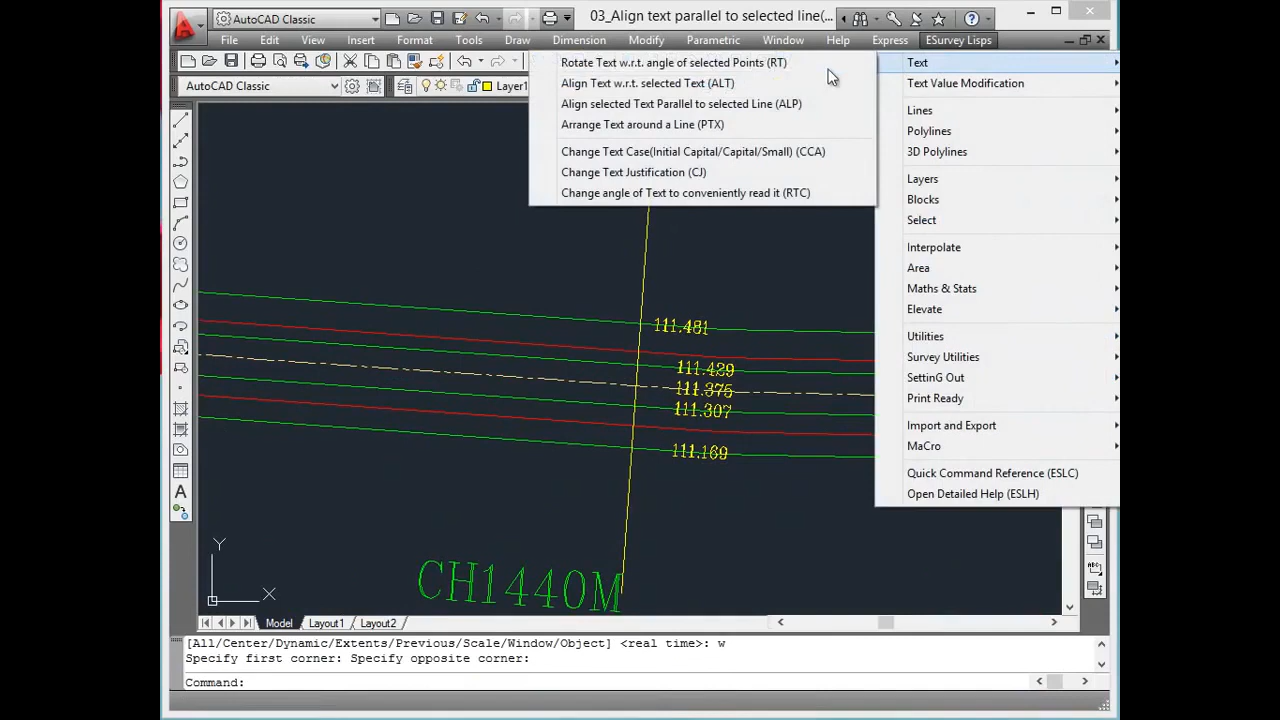 AutoCAD Classic
03_Align text parallel to selected line(...
File Edit View Insert Format Tools Draw Dimension Modify Parametric Window Help Express ESurvey Lisps
AutoCAD Classic
Layer1
Rotate Text w.r.t. angle of selected Points (RT)
Align Text w.r.t. selected Text (ALT)
Align selected Text Parallel to selected Line (ALP)
Arrange Text around a Line (PTX)
Change Text Case(Initial Capital/Capital/Small) (CCA)
Change Text Justification (CJ)
Change angle of Text to conveniently read it (RTC)
Text
Text Value Modification
Lines
Polylines
3D Polylines
Layers
Blocks
Select
Interpolate
Area
Maths & Stats
Elevate
Utilities
Survey Utilities
SettinG Out
Print Ready
Import and Export
MaCro
Quick Command Reference (ESLC)
Open Detailed Help (ESLH)
111.481
111.429
111.375
111.307
111.169
CH1440M
Y
X
A
Model Layout1 Layout2
[All/Center/Dynamic/Extents/Previous/Scale/Window/Object] <real time>: w
Specify first corner: Specify opposite corner:
Command: